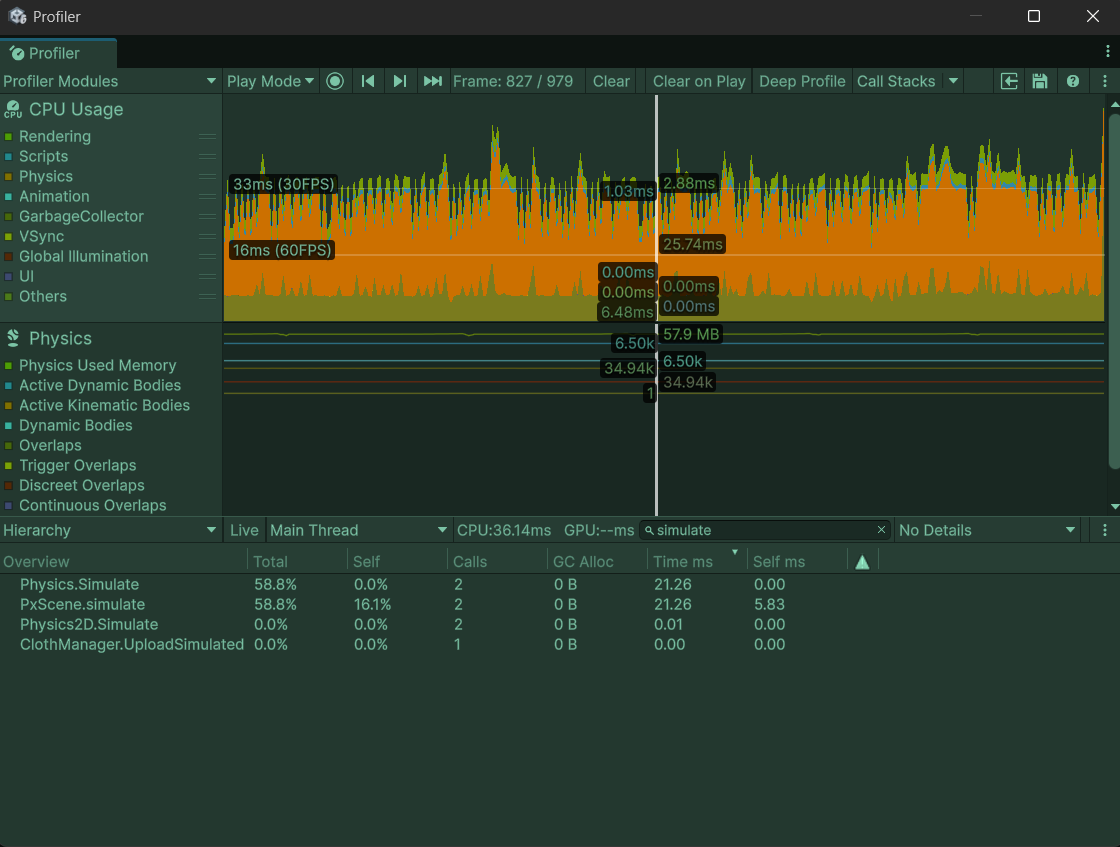 Profiler
Profiler
Profiler Modules Play Mode Frame: 827 / 979 Clear Clear on Play Deep Profile Call Stacks
CPU Usage
CPU
Rendering
Scripts
Physics
Animation
GarbageCollector
VSync
Global Illumination
UI
Others
33ms (30FPS)
16ms (60FPS)
1.03ms 2.88ms
25.74ms
0.00ms 0.00ms
0.00ms 0.00ms
6.48ms
Physics
Physics Used Memory
Active Dynamic Bodies
Active Kinematic Bodies
Dynamic Bodies
Overlaps
Trigger Overlaps
Discreet Overlaps
Continuous Overlaps
57.9 MB
6.50k 6.50k
34.94k 34.94k
1
Hierarchy Live Main Thread CPU:36.14ms GPU:--ms simulate No Details
Overview Total Self Calls GC Alloc Time ms Self ms
Physics.Simulate 58.8% 0.0% 2 0 B 21.26 0.00
PxScene.simulate 58.8% 16.1% 2 0 B 21.26 5.83
Physics2D.Simulate 0.0% 0.0% 2 0 B 0.01 0.00
ClothManager.UploadSimulated 0.0% 0.0% 1 0 B 0.00 0.00